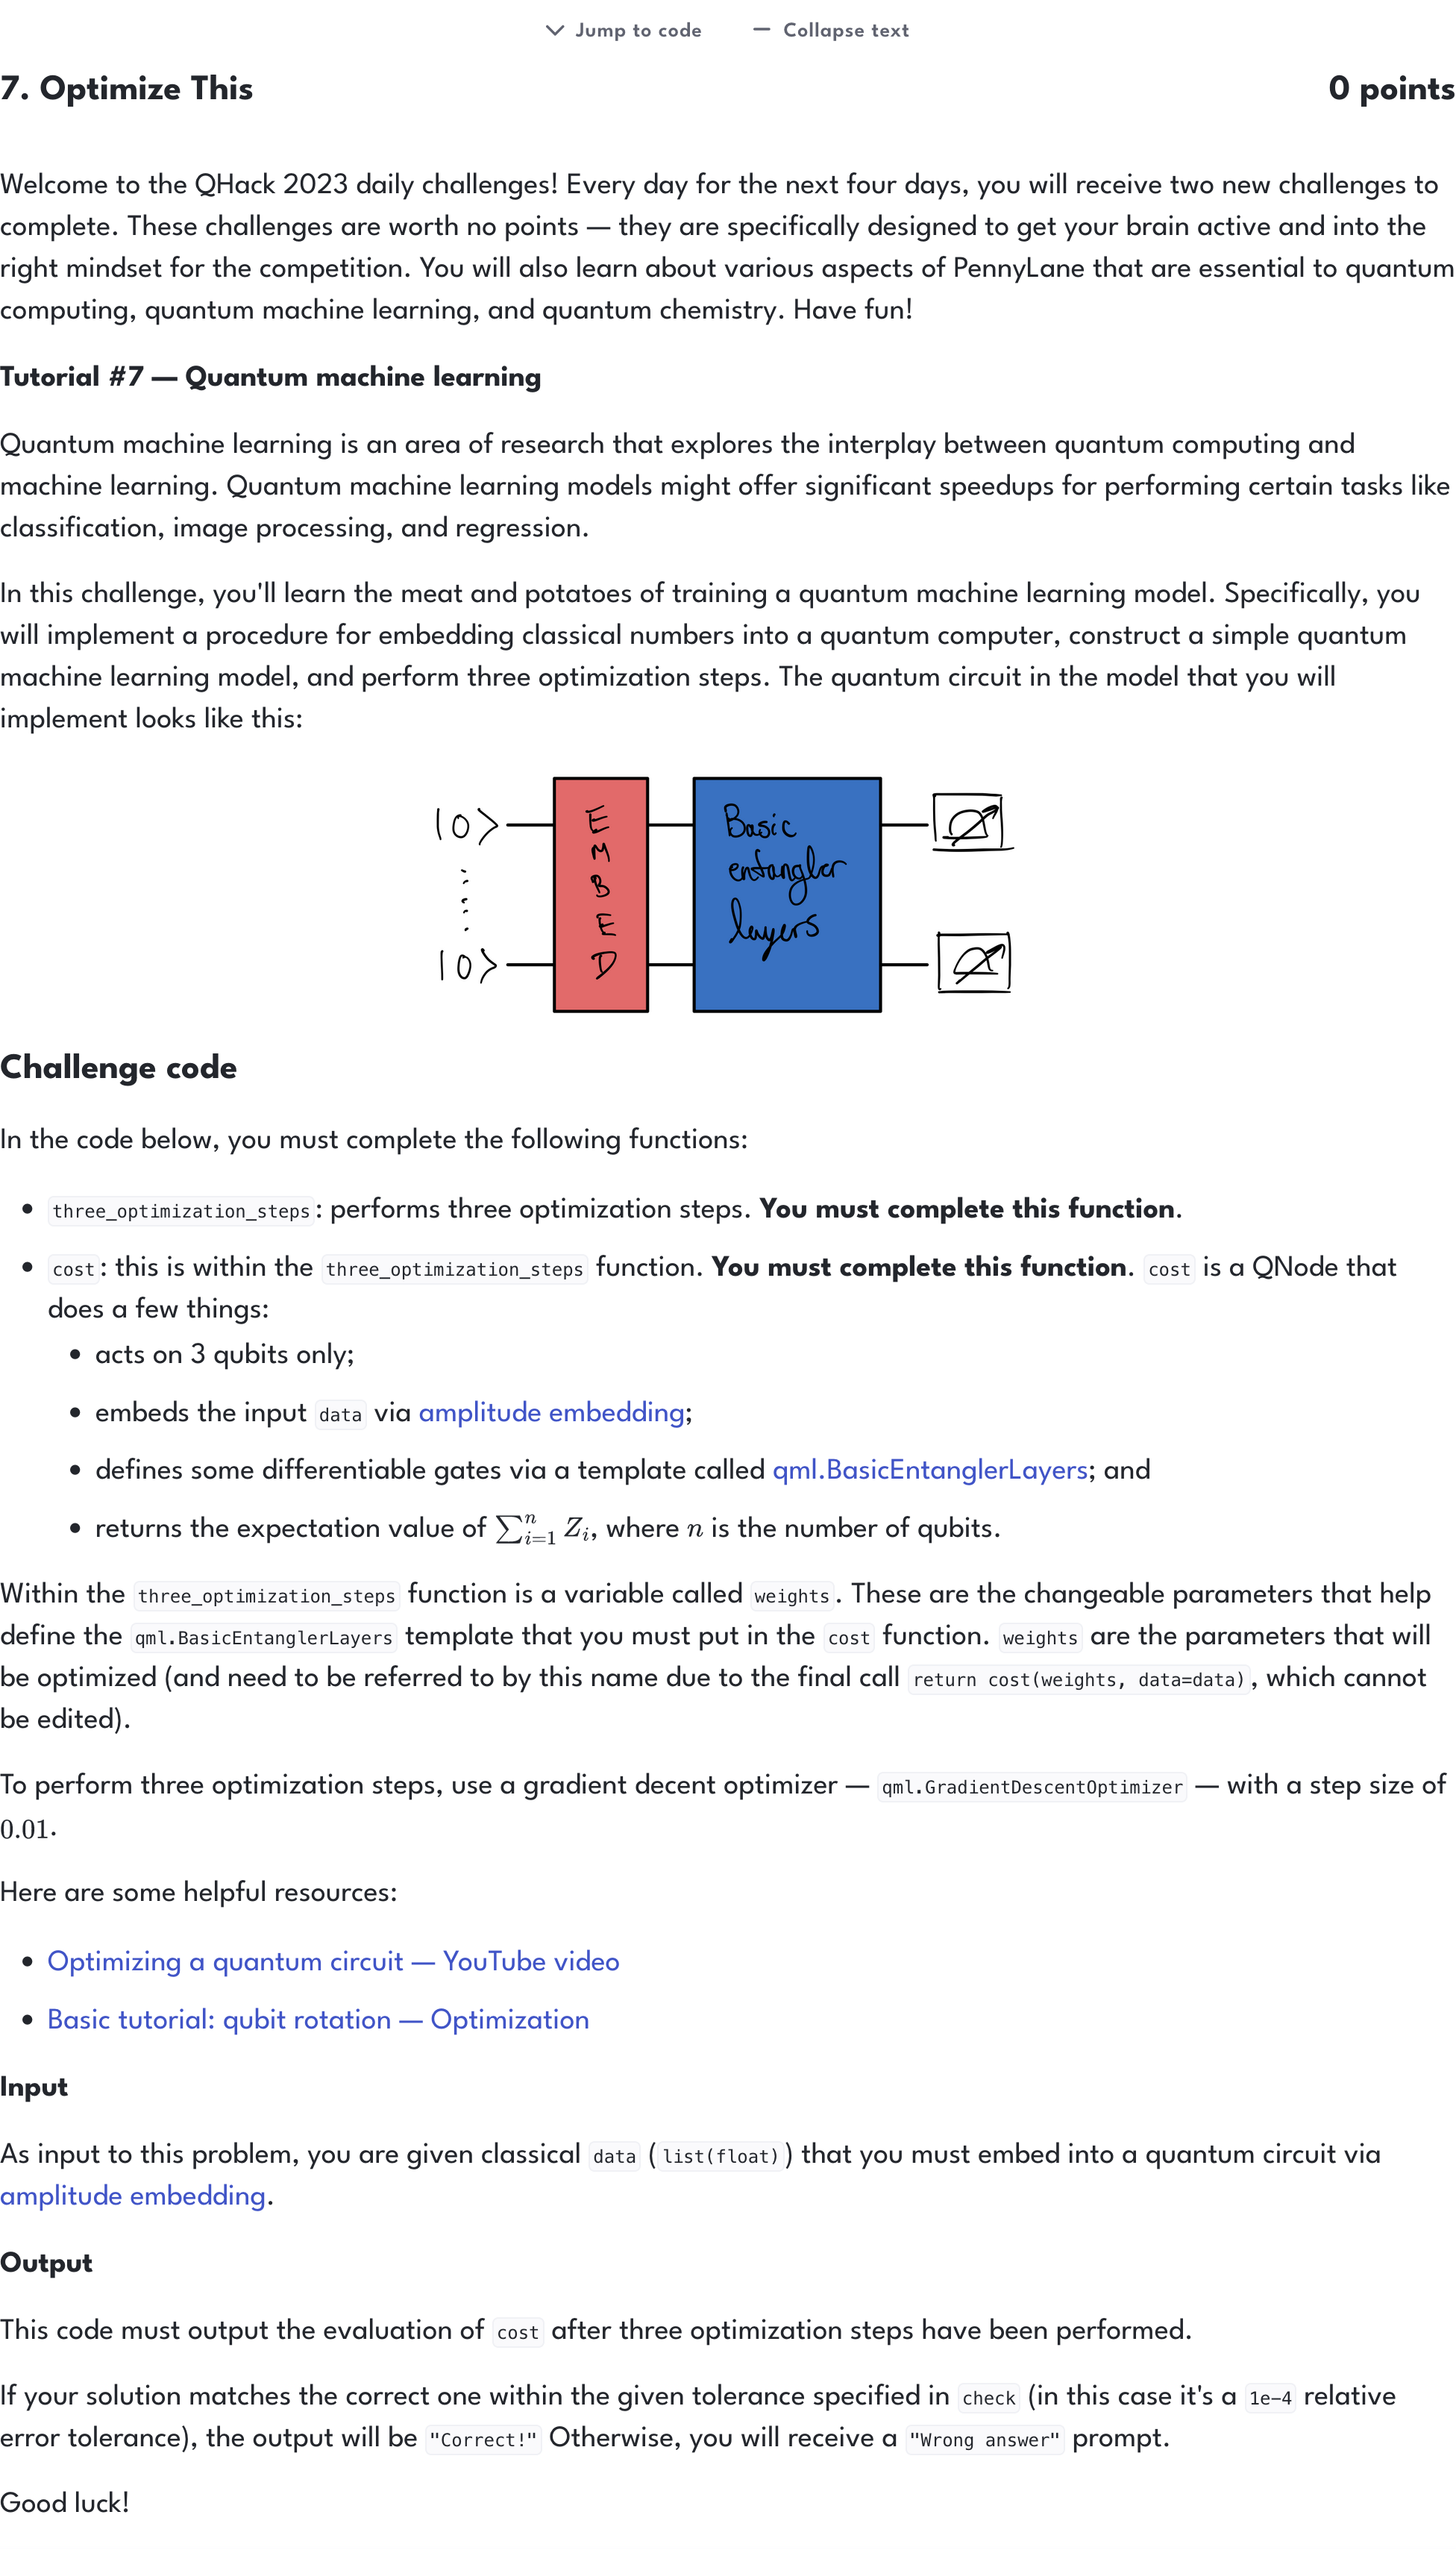 Jump to code — Collapse text
7. Optimize This 0 points
Welcome to the QHack 2023 daily challenges! Every day for the next four days, you will receive two new challenges to
complete. These challenges are worth no points — they are specifically designed to get your brain active and into the
right mindset for the competition. You will also learn about various aspects of PennyLane that are essential to quantum
computing, quantum machine learning, and quantum chemistry. Have fun!
Tutorial #7 — Quantum machine learning
Quantum machine learning is an area of research that explores the interplay between quantum computing and
machine learning. Quantum machine learning models might offer significant speedups for performing certain tasks like
classification, image processing, and regression.
In this challenge, you'll learn the meat and potatoes of training a quantum machine learning model. Specifically, you
will implement a procedure for embedding classical numbers into a quantum computer, construct a simple quantum
machine learning model, and perform three optimization steps. The quantum circuit in the model that you will
implement looks like this:
|0⟩
|0⟩
EMBED
Basic
entangler
layers
Challenge code
In the code below, you must complete the following functions:
• three_optimization_steps: performs three optimization steps. You must complete this function.
• cost: this is within the three_optimization_steps function. You must complete this function. cost is a QNode that
does a few things:
• acts on 3 qubits only;
• embeds the input data via amplitude embedding;
• defines some differentiable gates via a template called qml.BasicEntanglerLayers; and
• returns the expectation value of ∑ⁿᵢ₌₁ Zᵢ, where n is the number of qubits.
Within the three_optimization_steps function is a variable called weights. These are the changeable parameters that help
define the qml.BasicEntanglerLayers template that you must put in the cost function. weights are the parameters that will
be optimized (and need to be referred to by this name due to the final call return cost(weights, data=data), which cannot
be edited).
To perform three optimization steps, use a gradient decent optimizer — qml.GradientDescentOptimizer — with a step size of
0.01.
Here are some helpful resources:
• Optimizing a quantum circuit — YouTube video
• Basic tutorial: qubit rotation — Optimization
Input
As input to this problem, you are given classical data (list(float)) that you must embed into a quantum circuit via
amplitude embedding.
Output
This code must output the evaluation of cost after three optimization steps have been performed.
If your solution matches the correct one within the given tolerance specified in check (in this case it's a 1e-4 relative
error tolerance), the output will be "Correct!" Otherwise, you will receive a "Wrong answer" prompt.
Good luck!